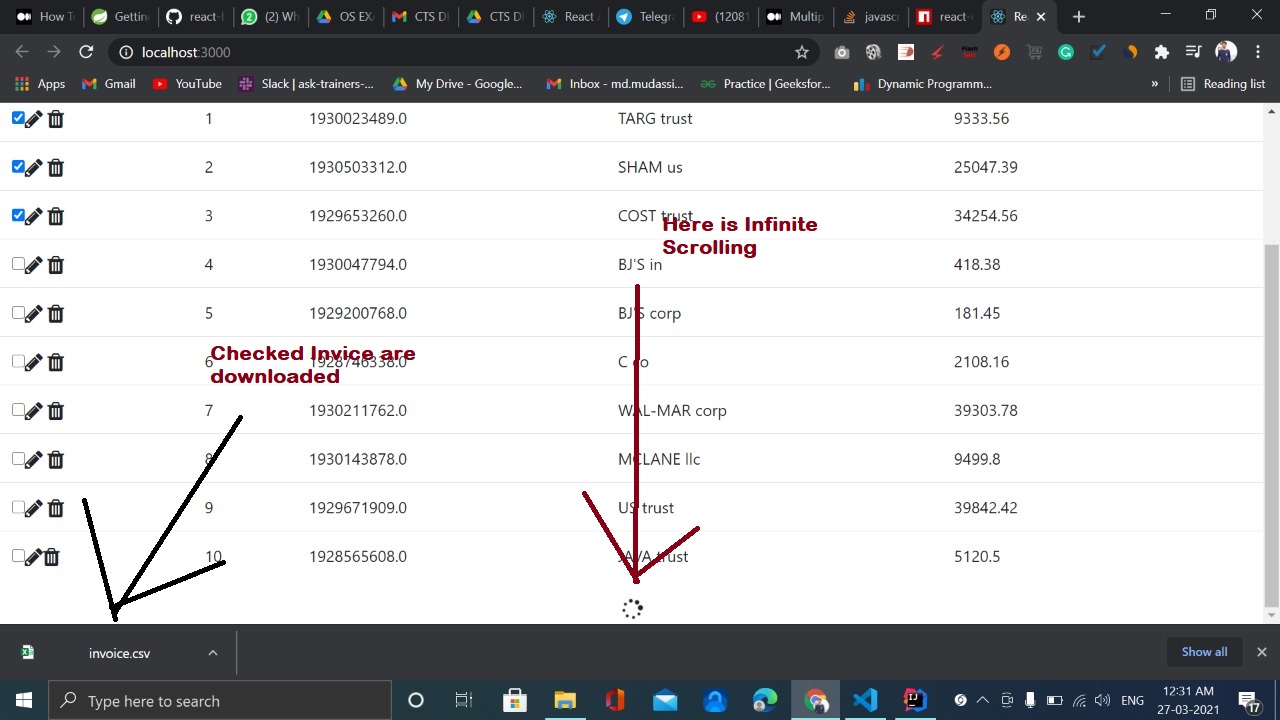 How T
Gettin
react-
(2) Wh
OS EX
CTS D
CTS D
React
Telegr
(12081
Multip
javasc
react-
Re
localhost:3000
Apps
Gmail
YouTube
Slack | ask-trainers-...
My Drive - Google...
Inbox - md.mudassi...
Practice | Geeksfor...
Dynamic Programm...
»
Reading list
1 1930023489.0 TARG trust 9333.56
2 1930503312.0 SHAM us 25047.39
3 1929653260.0 COST trust 34254.56
Here is Infinite
Scrolling
4 1930047794.0 BJ'S in 418.38
5 1929200768.0 BJ'S corp 181.45
Checked Invice are
downloaded
6 1928746338.0 C co 2108.16
7 1930211762.0 WAL-MAR corp 39303.78
8 1930143878.0 MCLANE llc 9499.8
9 1929671909.0 US trust 39842.42
10 1928565608.0 JAVA trust 5120.5
invoice.csv
Show all
Type here to search
ENG
12:31 AM
27-03-2021
17